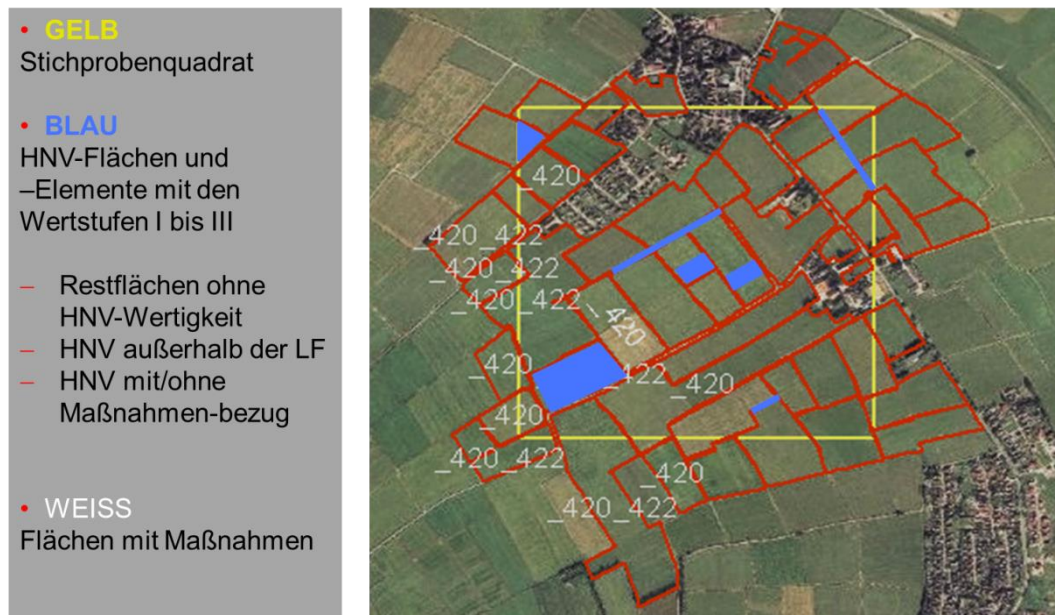 • GELB
Stichprobenquadrat
• BLAU
HNV-Flächen und
–Elemente mit den
Wertstufen I bis III
– Restflächen ohne
HNV-Wertigkeit
– HNV außerhalb der LF
– HNV mit/ohne
Maßnahmen-bezug
• WEISS
Flächen mit Maßnahmen
_420
_420_422
_420_422
_420_422
_420
_420
_422
_420
_420
_420_422
_420
_420_422